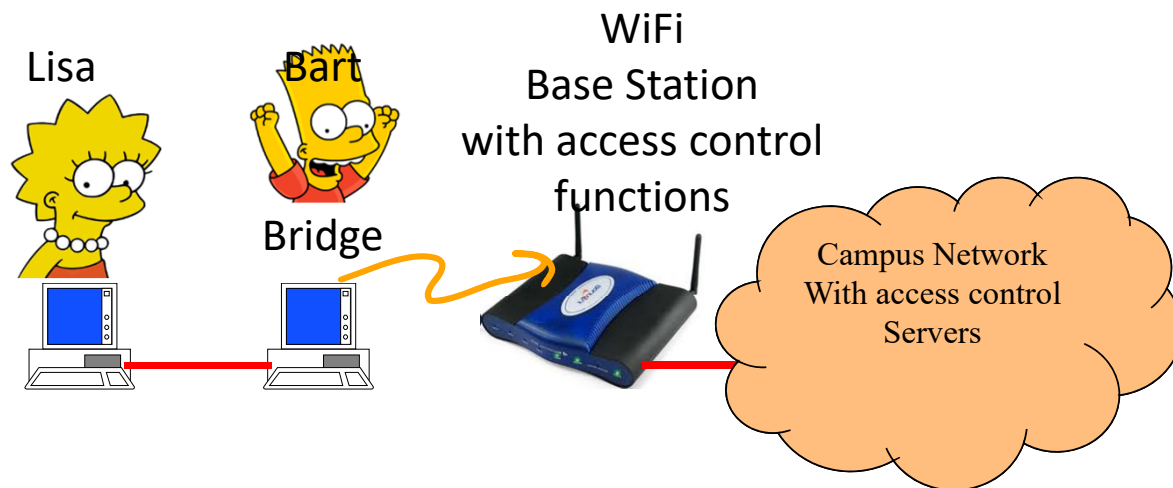 Lisa
Bart
Bridge
WiFi
Base Station
with access control
functions
Campus Network
With access control
Servers